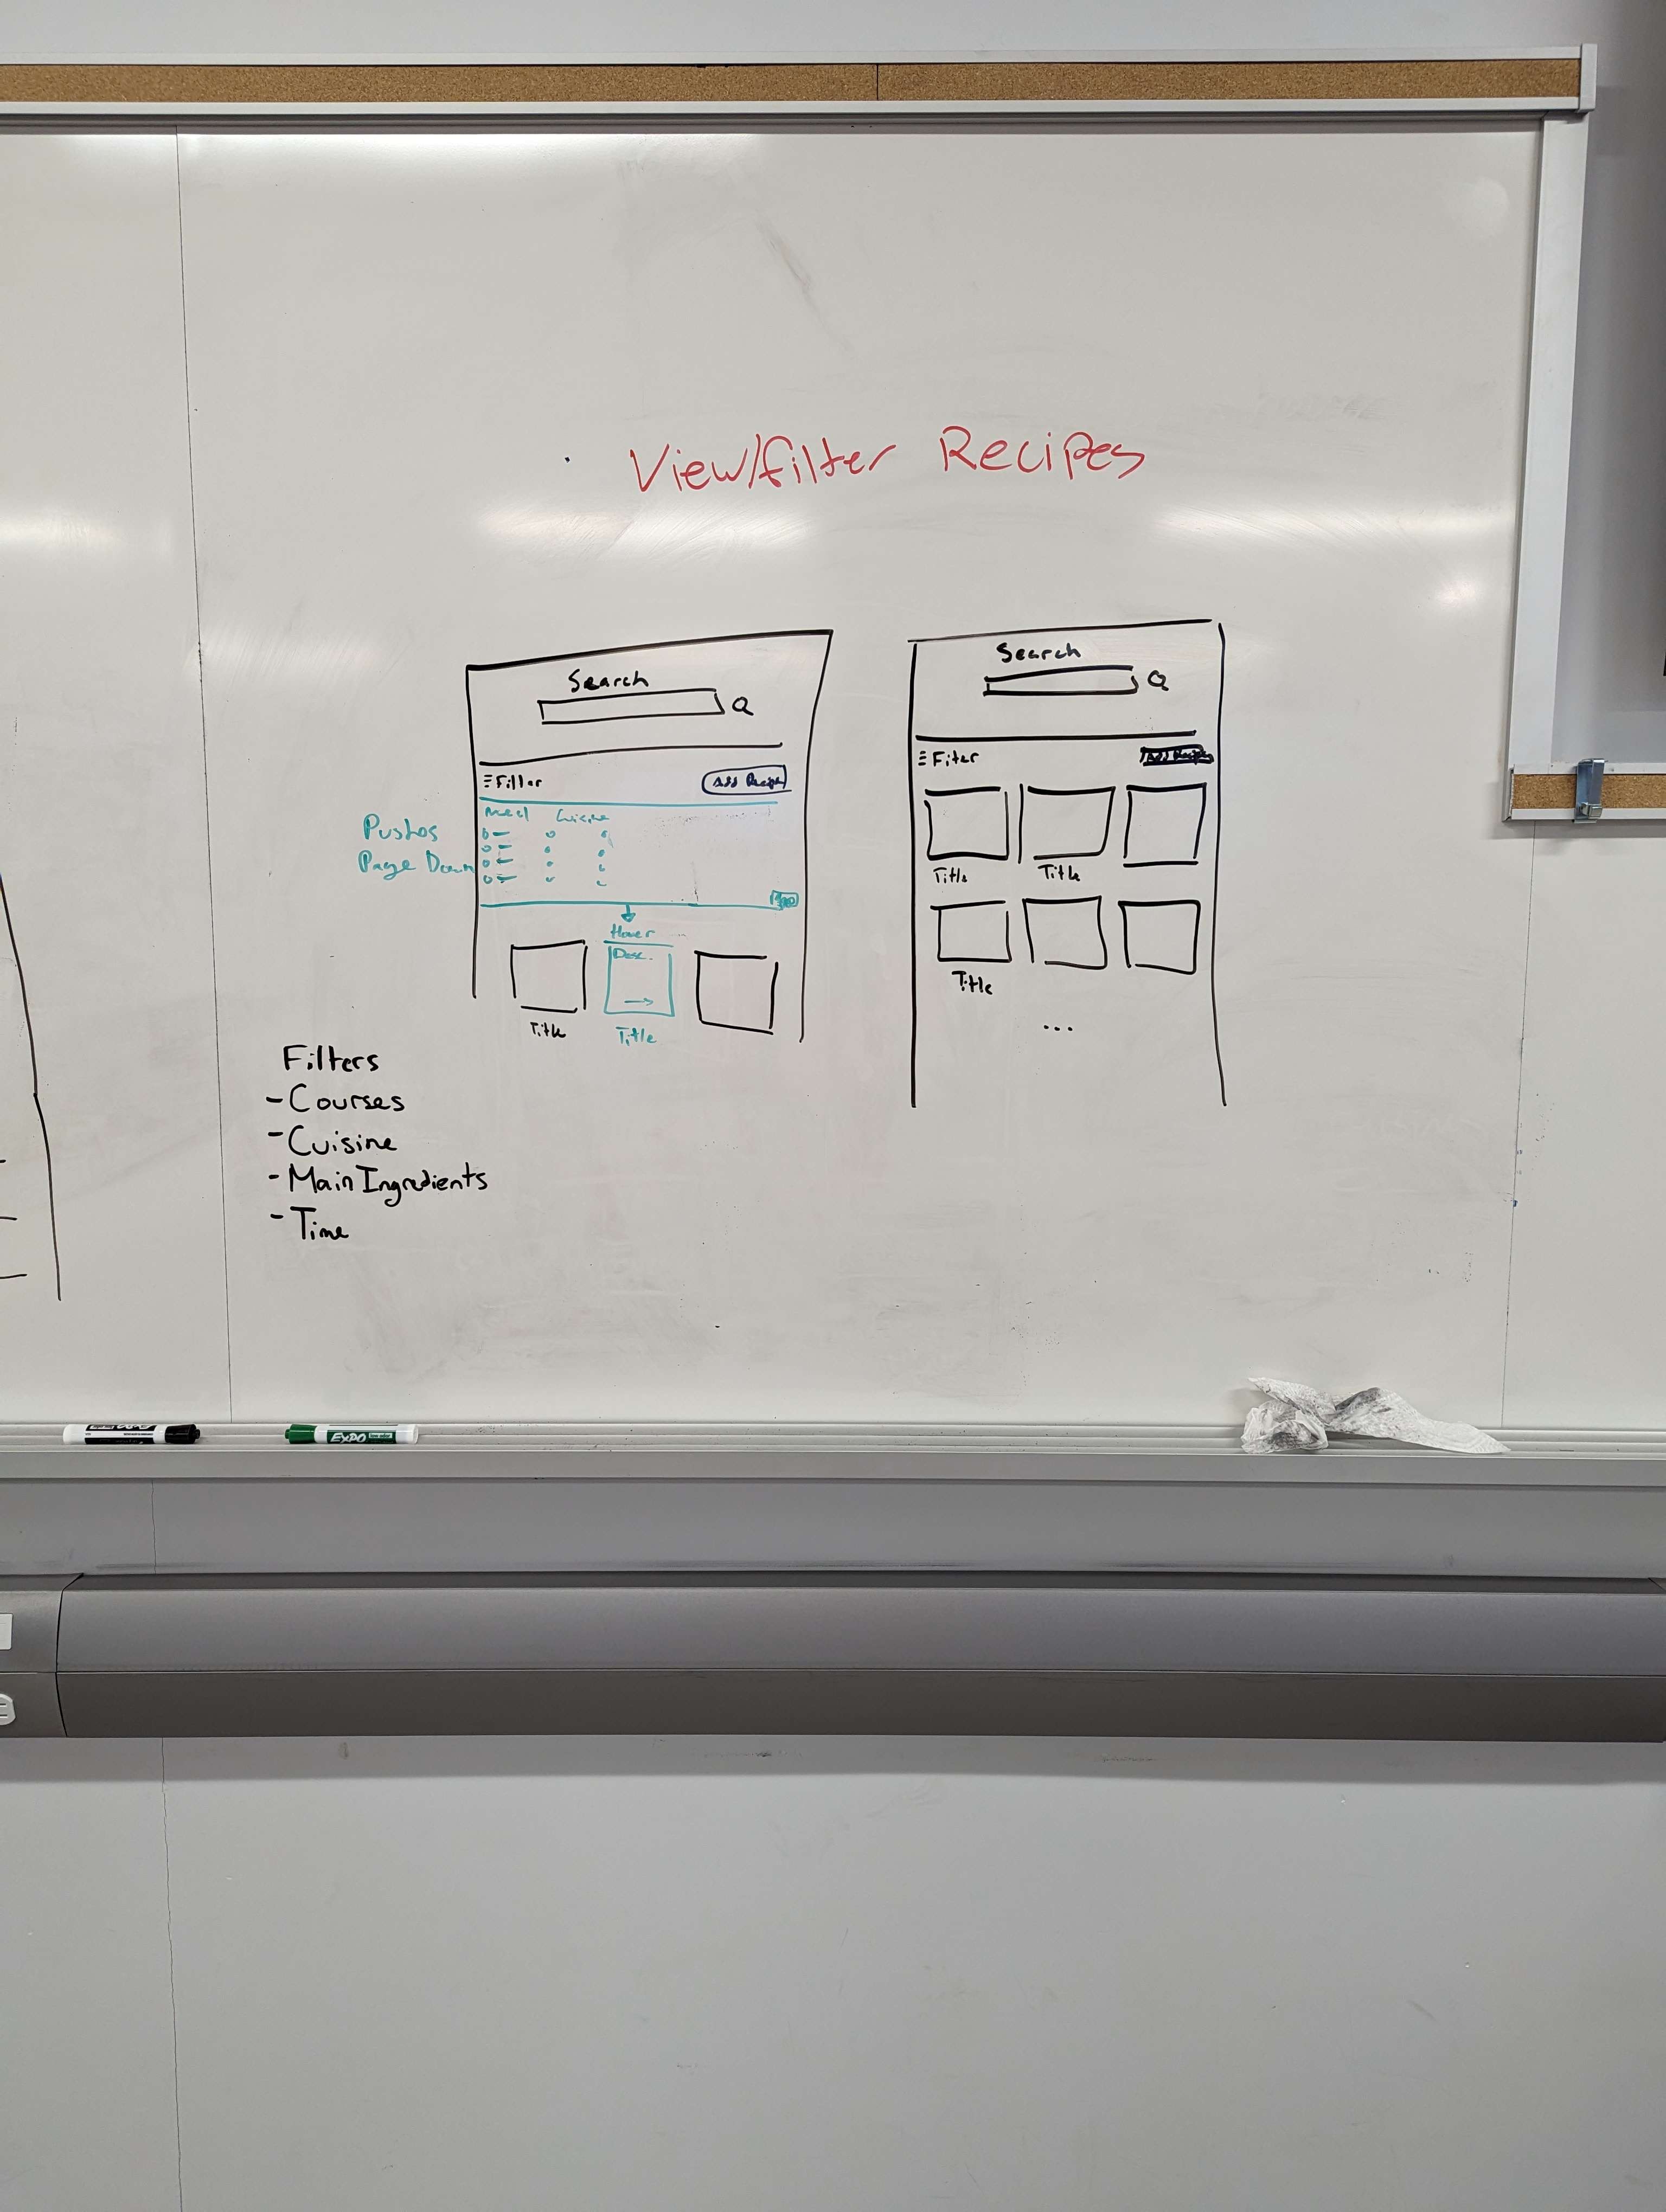 View/filter Recipes
Search
Filter
Add Recipe
Meal Cuisine
Pushes
Page Down
Hover
Desc.
Title
Title
Search
Fiter
Add Recipe
Title
Title
Title
...
Filters
- Courses
- Cuisine
- Main Ingredients
- Time
EXPO